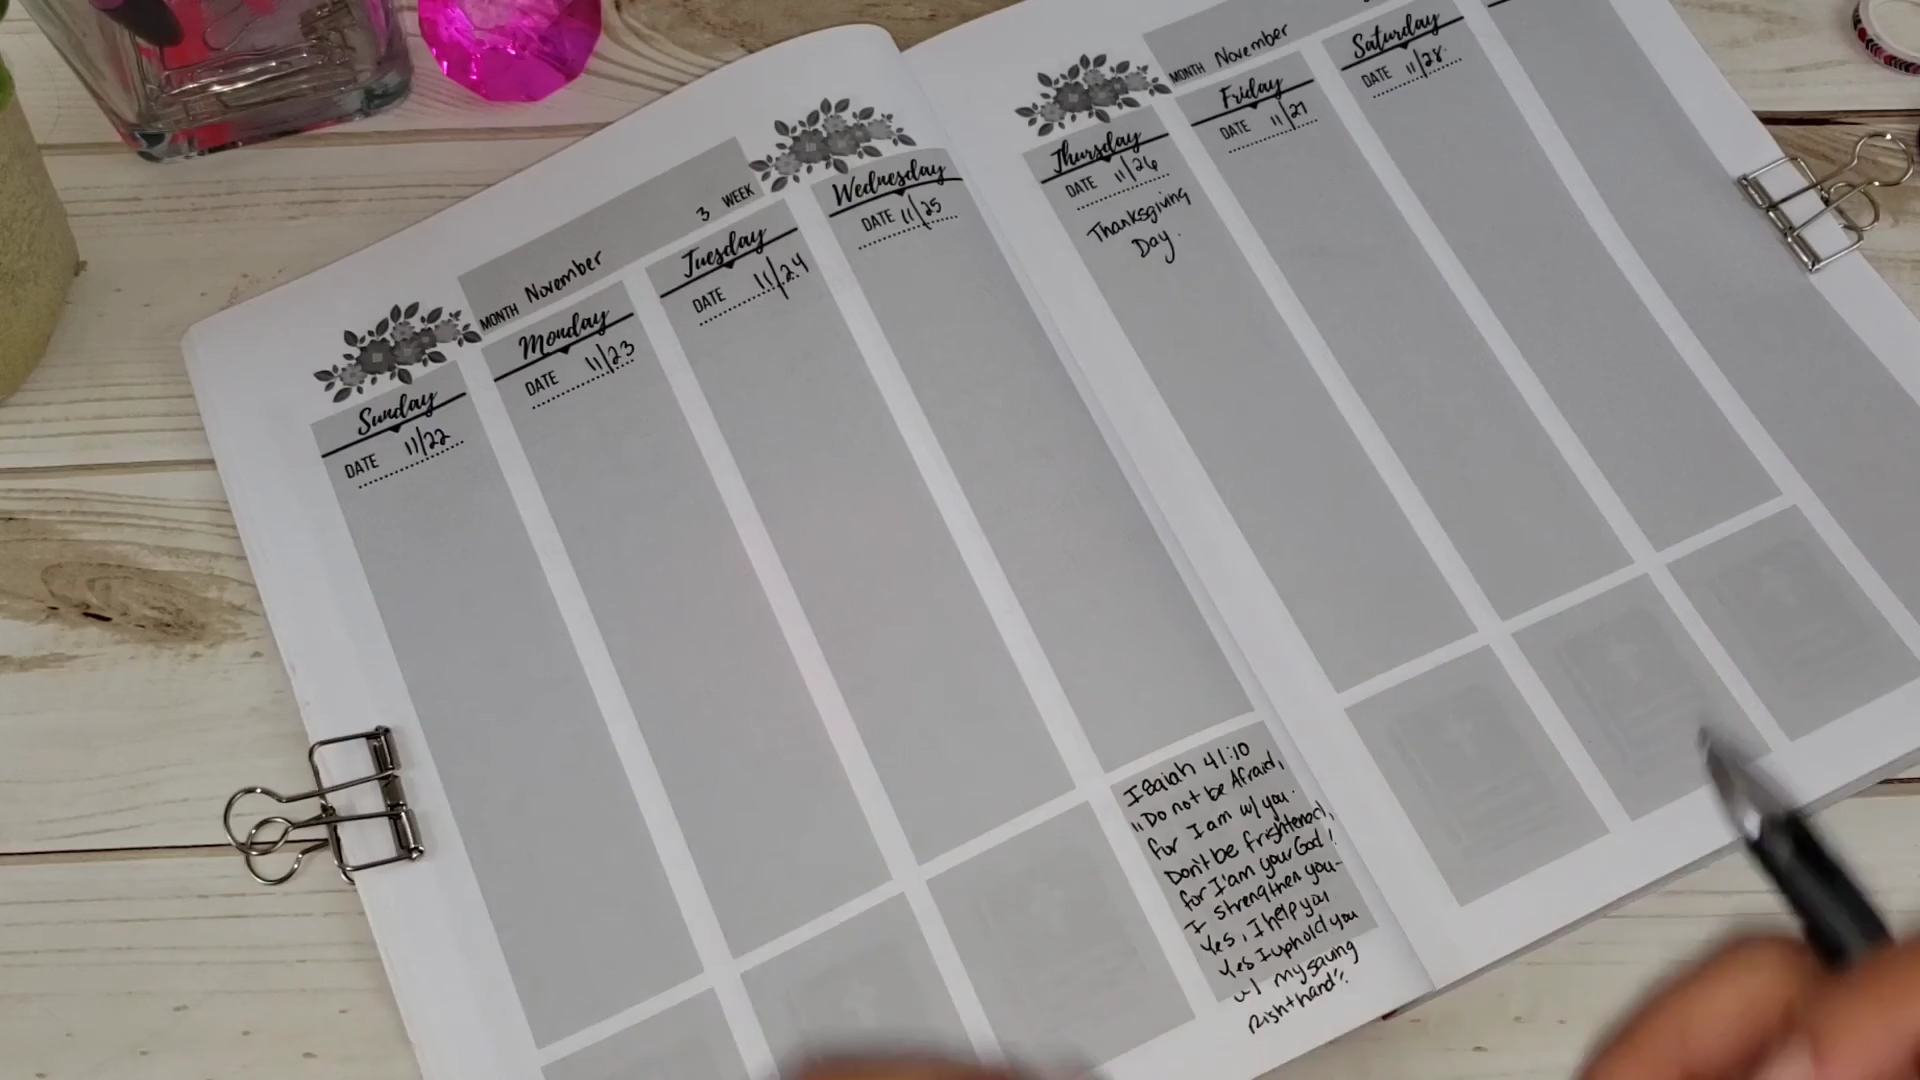 MONTH November
3 WEEK
Sunday
DATE 11/22
Monday
DATE 11/23
Tuesday
DATE 11/24
Wednesday
DATE 11/25
Isaiah 41:10
"Do not be Afraid,
for I am w/ you.
Don't be frightened,
for I'am your God!
I strengthen you-
Yes, I help you
Yes I uphold you
w/ my saving
Right hand".
MONTH November
Thursday
DATE 11/26
Thanksgiving
Day.
Friday
DATE 11/27
Saturday
DATE 11/28